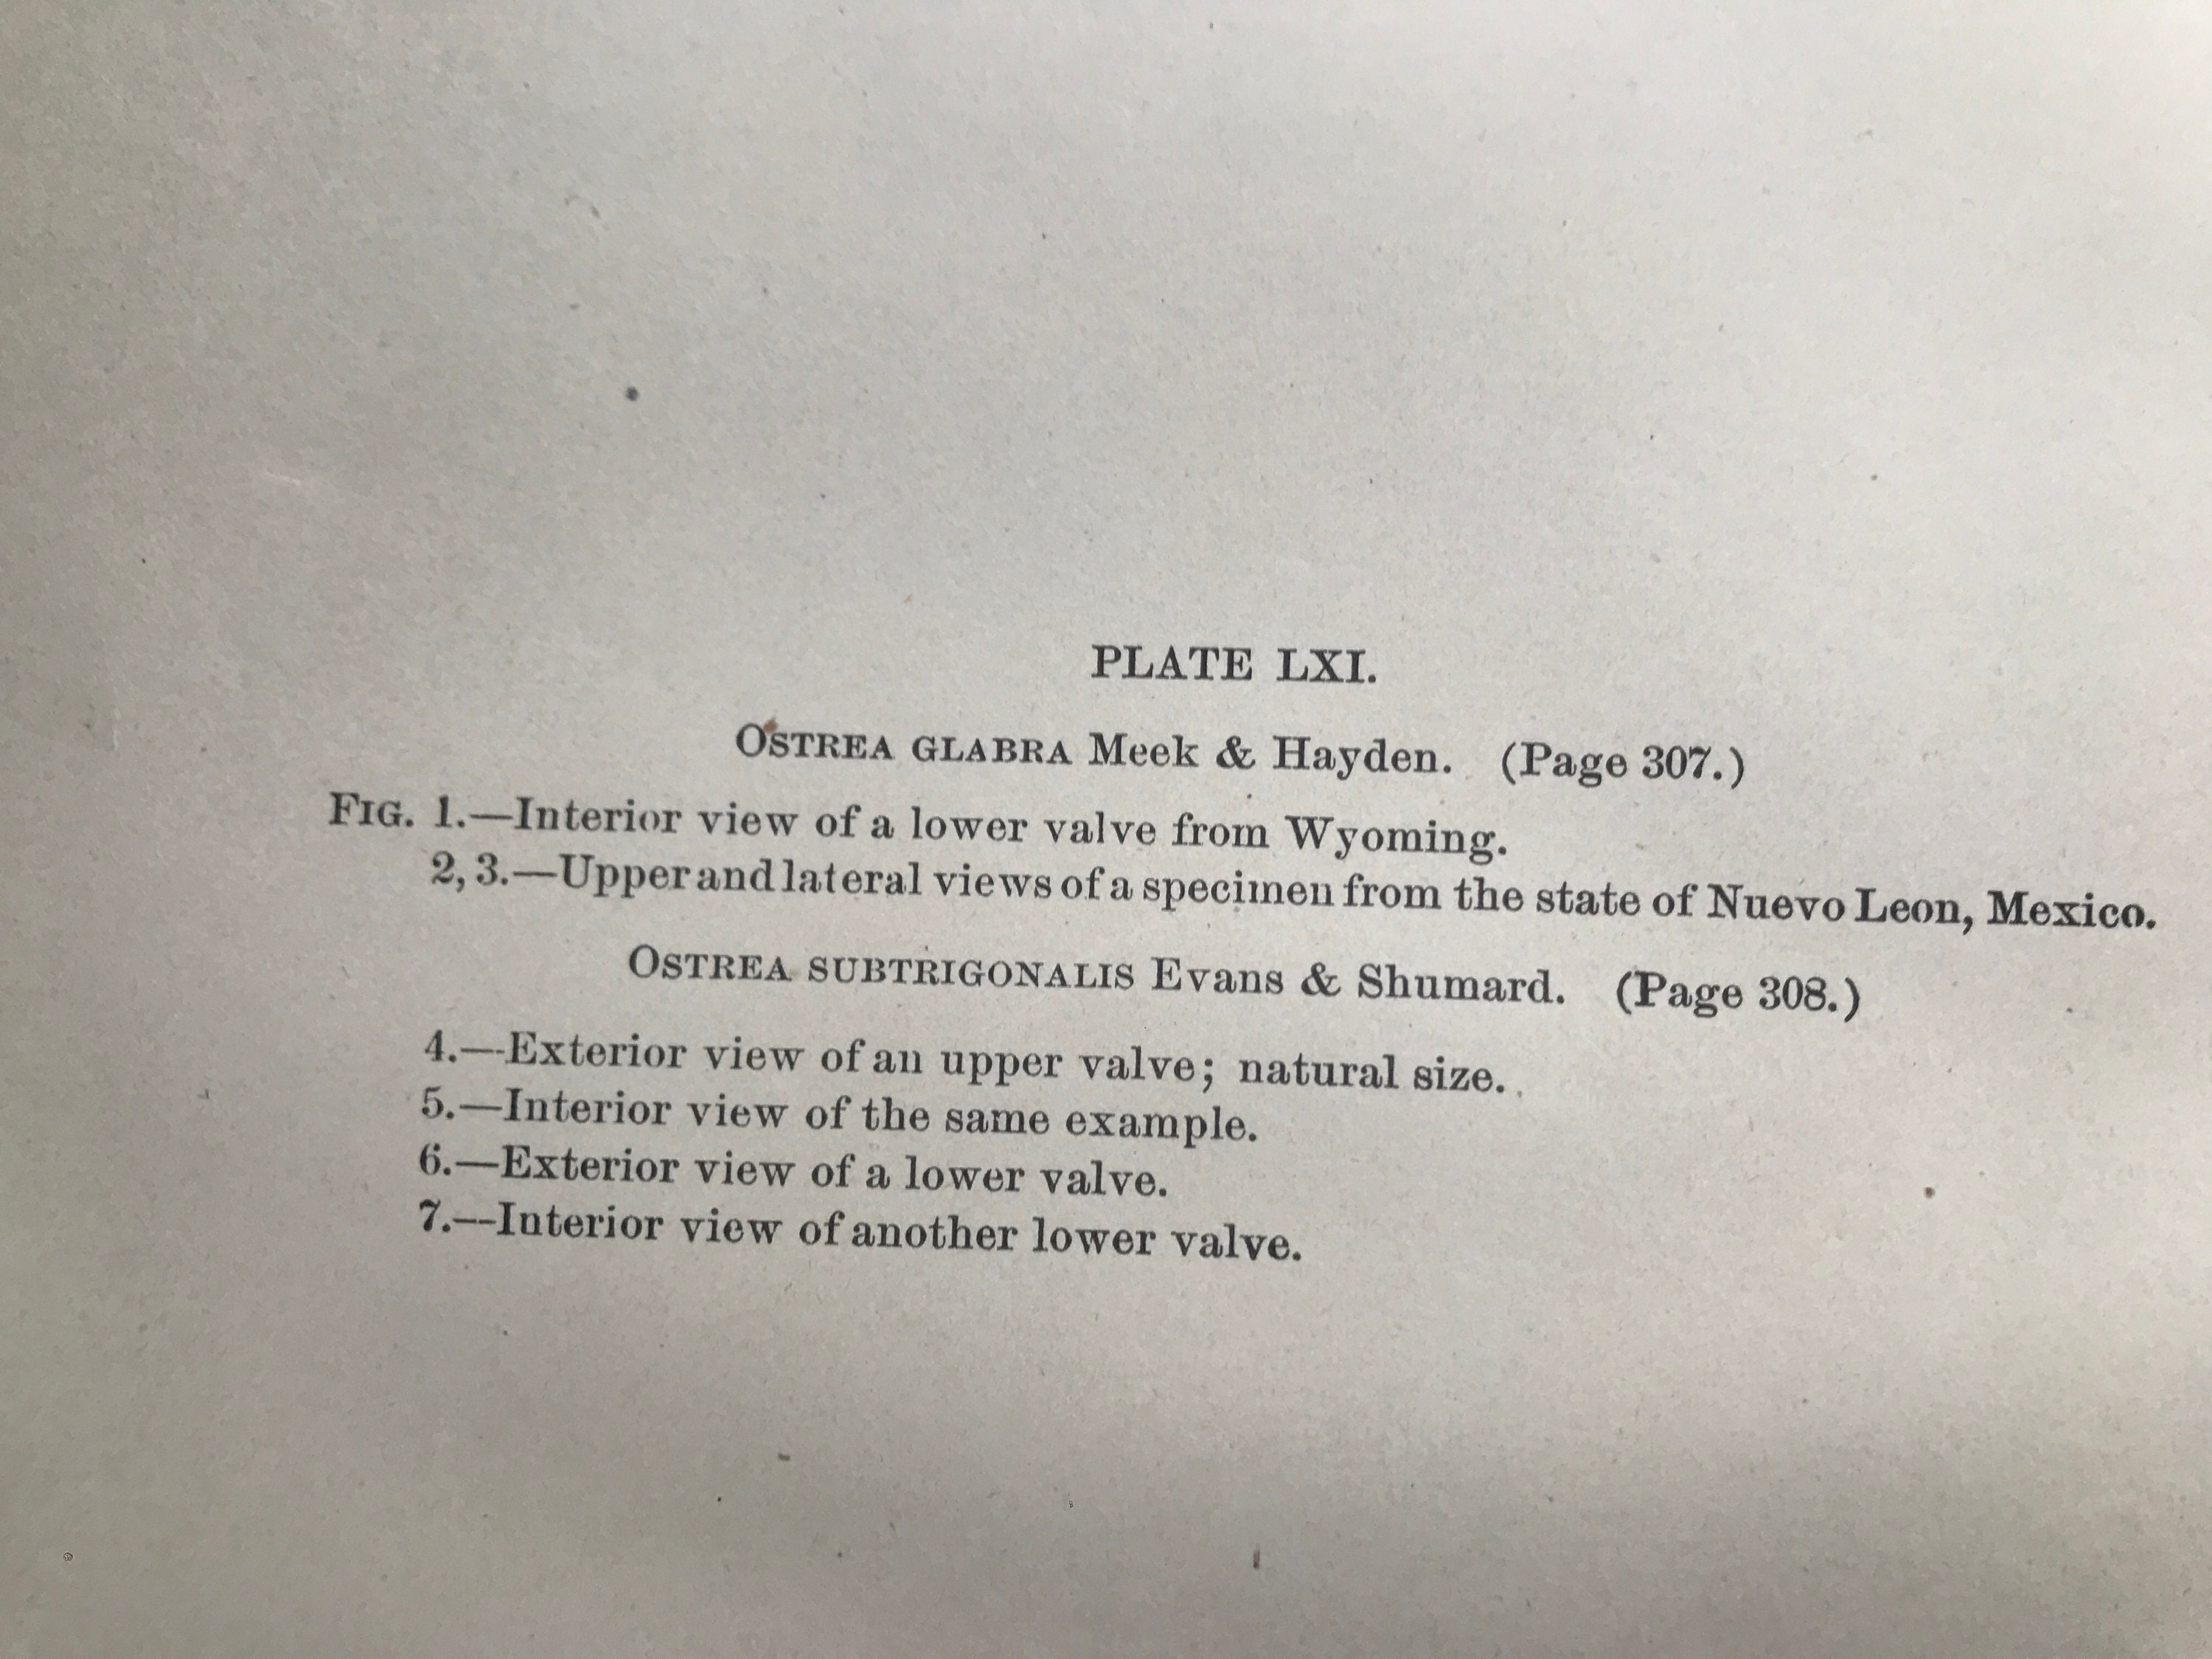 PLATE LXI.
OSTREA GLABRA Meek & Hayden. (Page 307.)
FIG. 1.—Interior view of a lower valve from Wyoming.
2, 3.—Upper and lateral views of a specimen from the state of Nuevo Leon, Mexico.
OSTREA SUBTRIGONALIS Evans & Shumard. (Page 308.)
4.—Exterior view of an upper valve; natural size.
5.—Interior view of the same example.
6.—Exterior view of a lower valve.
7.—Interior view of another lower valve.